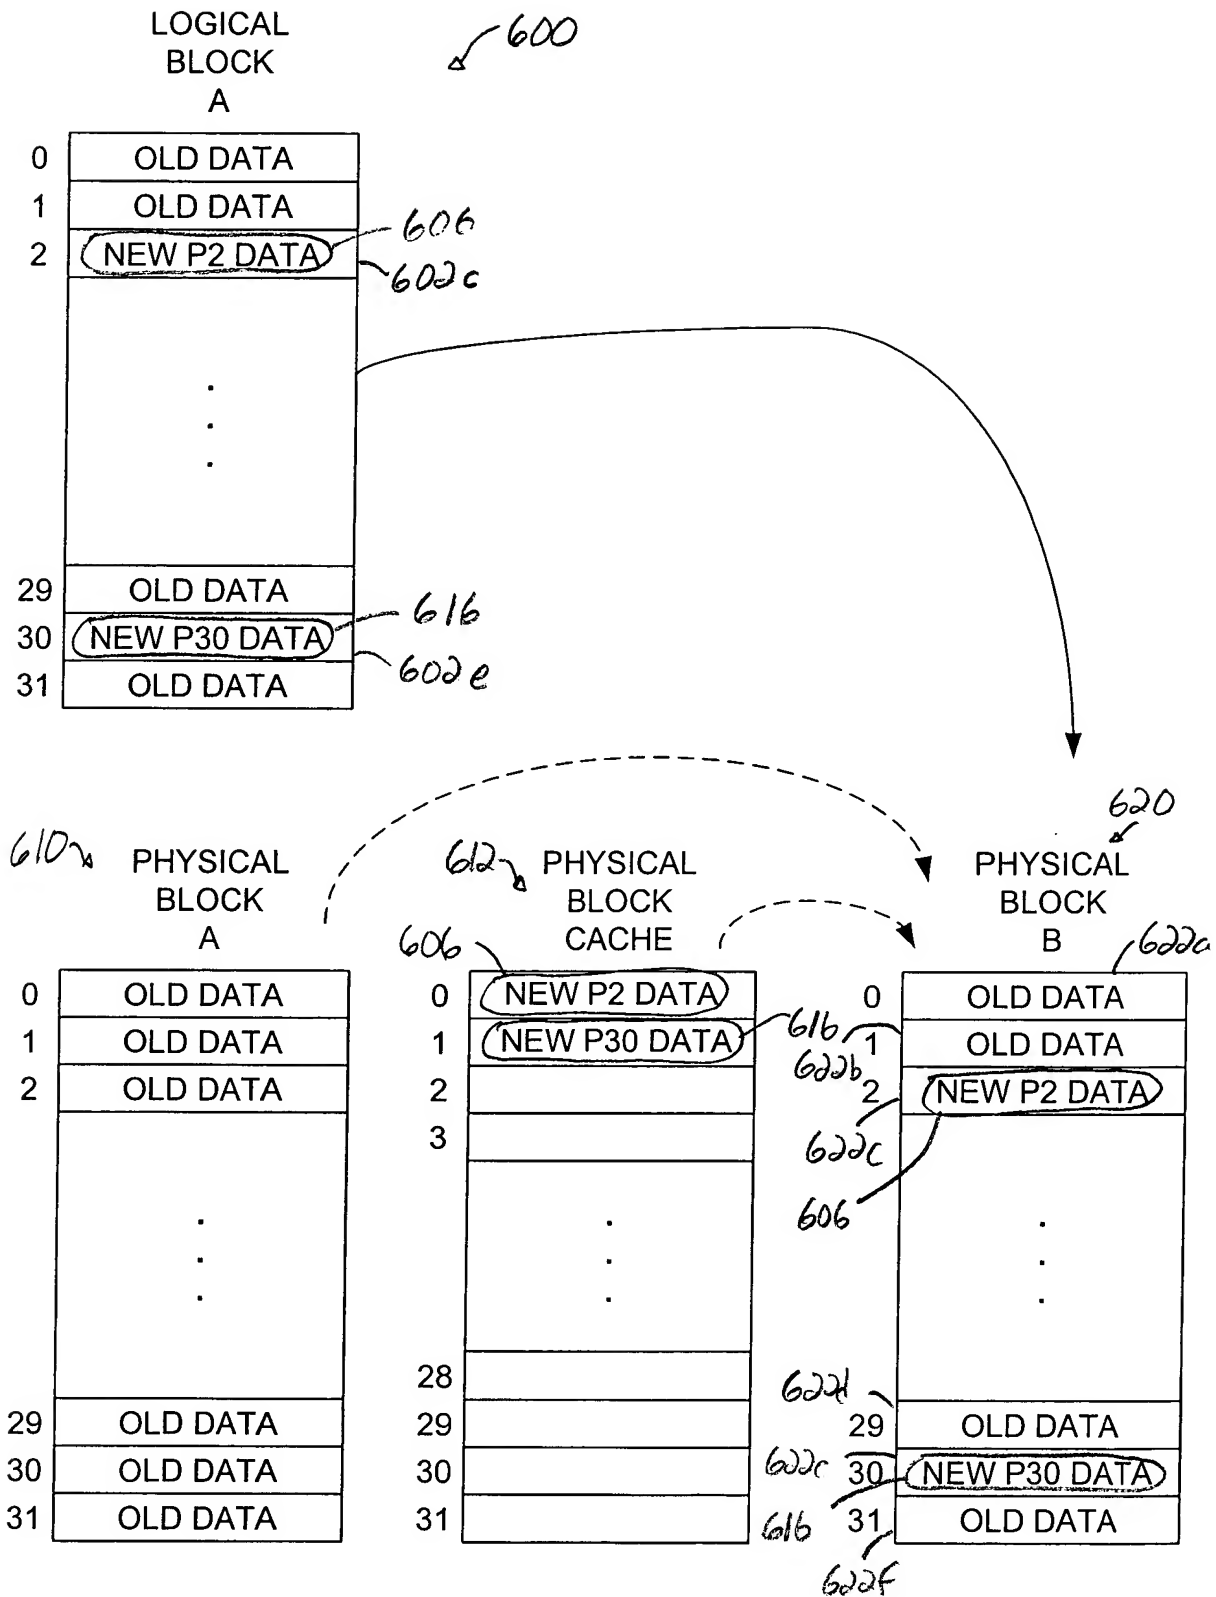 LOGICAL
BLOCK
A
600
0 OLD DATA
1 OLD DATA
606
2 NEW P2 DATA
602c
29 OLD DATA
616
30 NEW P30 DATA
602e
31 OLD DATA
610 PHYSICAL
BLOCK
A
0 OLD DATA
1 OLD DATA
2 OLD DATA
29 OLD DATA
30 OLD DATA
31 OLD DATA
612 PHYSICAL
BLOCK
CACHE
606
0 NEW P2 DATA
1 NEW P30 DATA
616
2
3
28
29
30
31
620
PHYSICAL
BLOCK
B
622a
0 OLD DATA
622b
1 OLD DATA
2 NEW P2 DATA
622c
606
622d
29 OLD DATA
622e
30 NEW P30 DATA
616
31 OLD DATA
622f